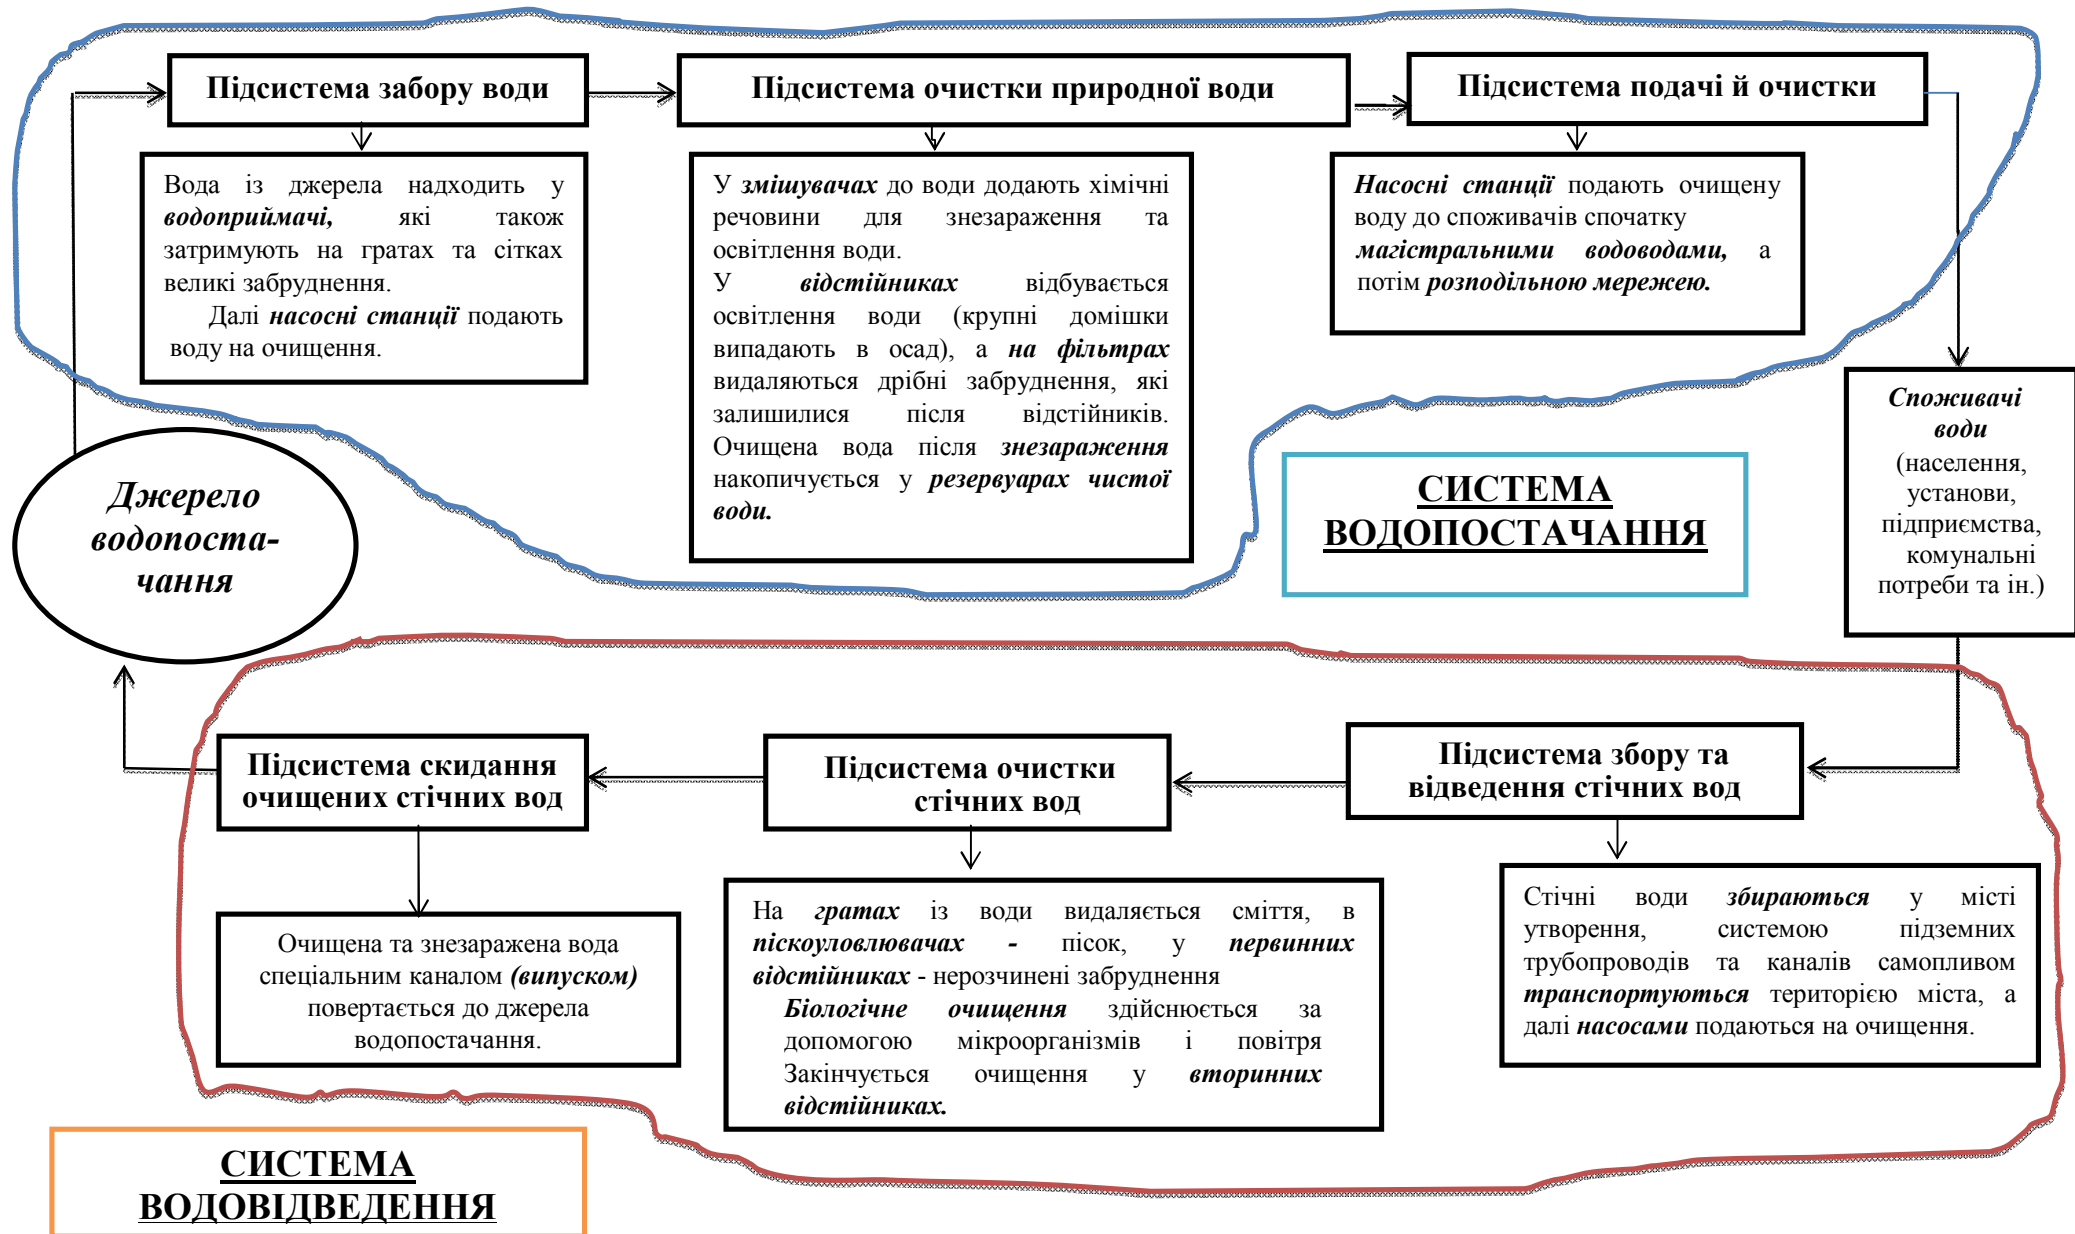 Підсистема забору води
Підсистема очистки природної води
Підсистема подачі й очистки
Вода із джерела надходить у
водоприймачі, які також
затримують на гратах та сітках
великі забруднення.
Далі насосні станції подають
воду на очищення.
У змішувачах до води додають хімічні
речовини для знезараження та
освітлення води.
У відстійниках відбувається
освітлення води (крупні домішки
випадають в осад), а на фільтрах
видаляються дрібні забруднення, які
залишилися після відстійників.
Очищена вода після знезараження
накопичується у резервуарах чистої
води.
Насосні станції подають очищену
воду до споживачів спочатку
магістральними водоводами, а
потім розподільною мережею.
Споживачі
води
(населення,
установи,
підприємства,
комунальні
потреби та ін.)
Джерело
водопоста-
чання
СИСТЕМА
ВОДОПОСТАЧАННЯ
Підсистема скидання
очищених стічних вод
Підсистема очистки
стічних вод
Підсистема збору та
відведення стічних вод
Очищена та знезаражена вода
спеціальним каналом (випуском)
повертається до джерела
водопостачання.
На гратах із води видаляється сміття, в
піскоуловлювачах - пісок, у первинних
відстійниках - нерозчинені забруднення
Біологічне очищення здійснюється за
допомогою мікроорганізмів і повітря
Закінчується очищення у вторинних
відстійниках.
Стічні води збираються у місті
утворення, системою підземних
трубопроводів та каналів самопливом
транспортуються територією міста, а
далі насосами подаються на очищення.
СИСТЕМА
ВОДОВІДВЕДЕННЯ